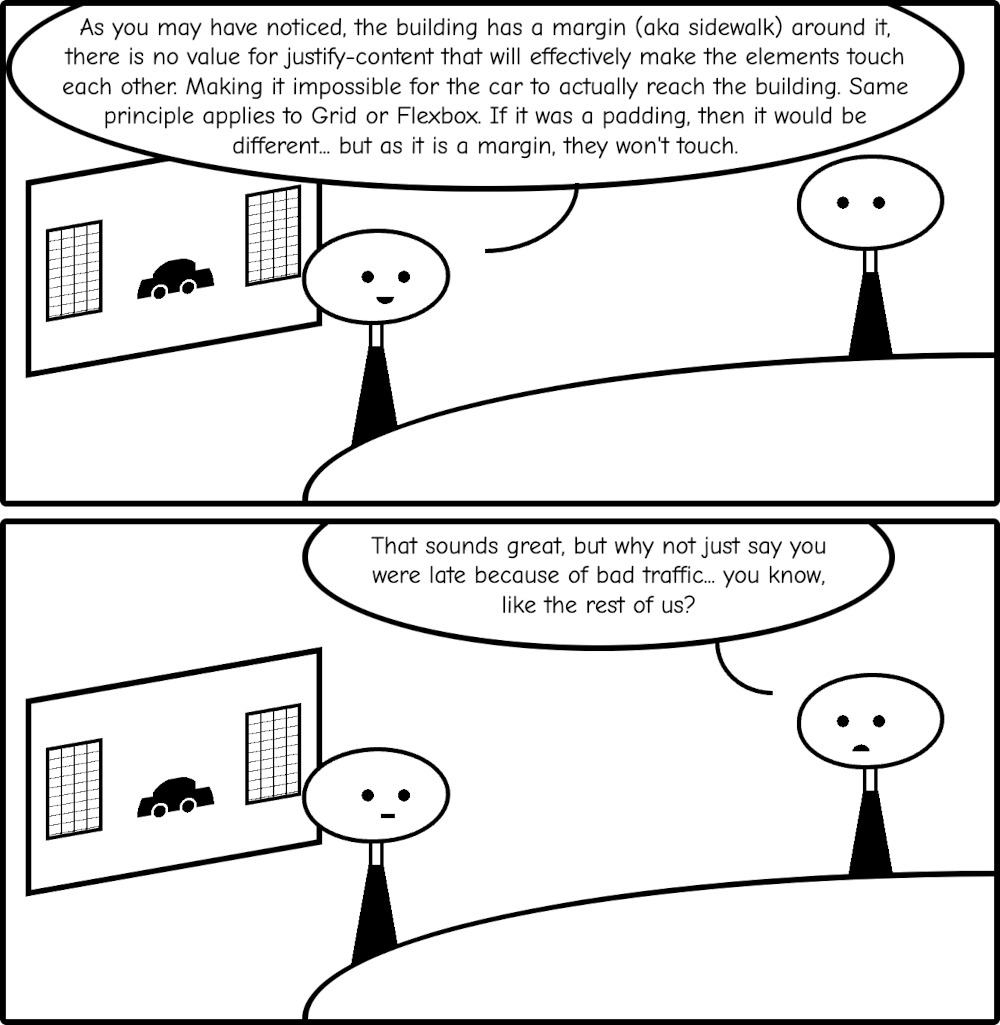 As you may have noticed, the building has a margin (aka sidewalk) around it,
there is no value for justify-content that will effectively make the elements touch
each other. Making it impossible for the car to actually reach the building. Same
principle applies to Grid or Flexbox. If it was a padding, then it would be
different... but as it is a margin, they won't touch.
That sounds great, but why not just say you
were late because of bad traffic... you know,
like the rest of us?